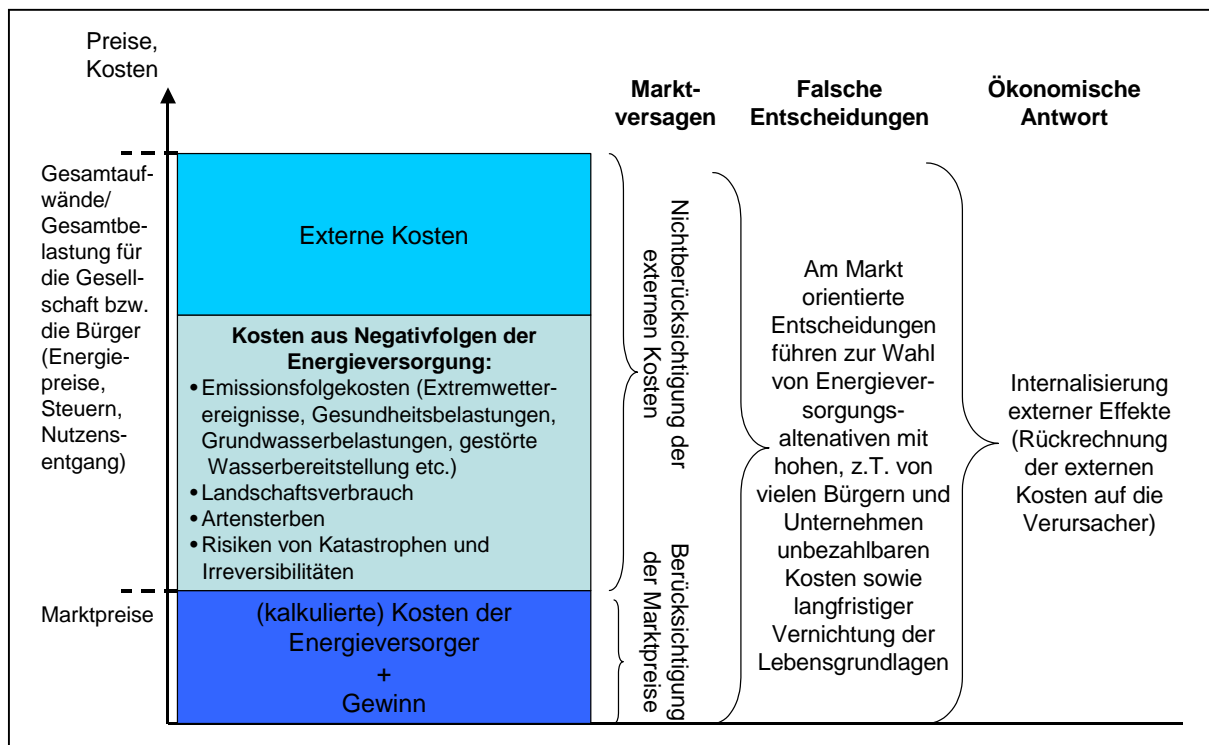 Preise,
Kosten
Markt-
versagen
Falsche
Entscheidungen
Ökonomische
Antwort
Gesamtauf-
wände/
Gesamtbe-
lastung für
die Gesell-
schaft bzw.
die Bürger
(Energie-
preise,
Steuern,
Nutzens-
entgang)
Marktpreise
Externe Kosten
Kosten aus Negativfolgen der
Energieversorgung:
• Emissionsfolgekosten (Extremwetter-
ereignisse, Gesundheitsbelastungen,
Grundwasserbelastungen, gestörte
Wasserbereitstellung etc.)
• Landschaftsverbrauch
• Artensterben
• Risiken von Katastrophen und
Irreversibilitäten
(kalkulierte) Kosten der
Energieversorger
+
Gewinn
Nichtberücksichtigung der
externen Kosten
Berücksichtigung
der Marktpreise
Am Markt
orientierte
Entscheidungen
führen zur Wahl
von Energiever-
sorgungs-
altenativen mit
hohen, z.T. von
vielen Bürgern und
Unternehmen
unbezahlbaren
Kosten sowie
langfristiger
Vernichtung der
Lebensgrundlagen
Internalisierung
externer Effekte
(Rückrechnung
der externen
Kosten auf die
Verursacher)